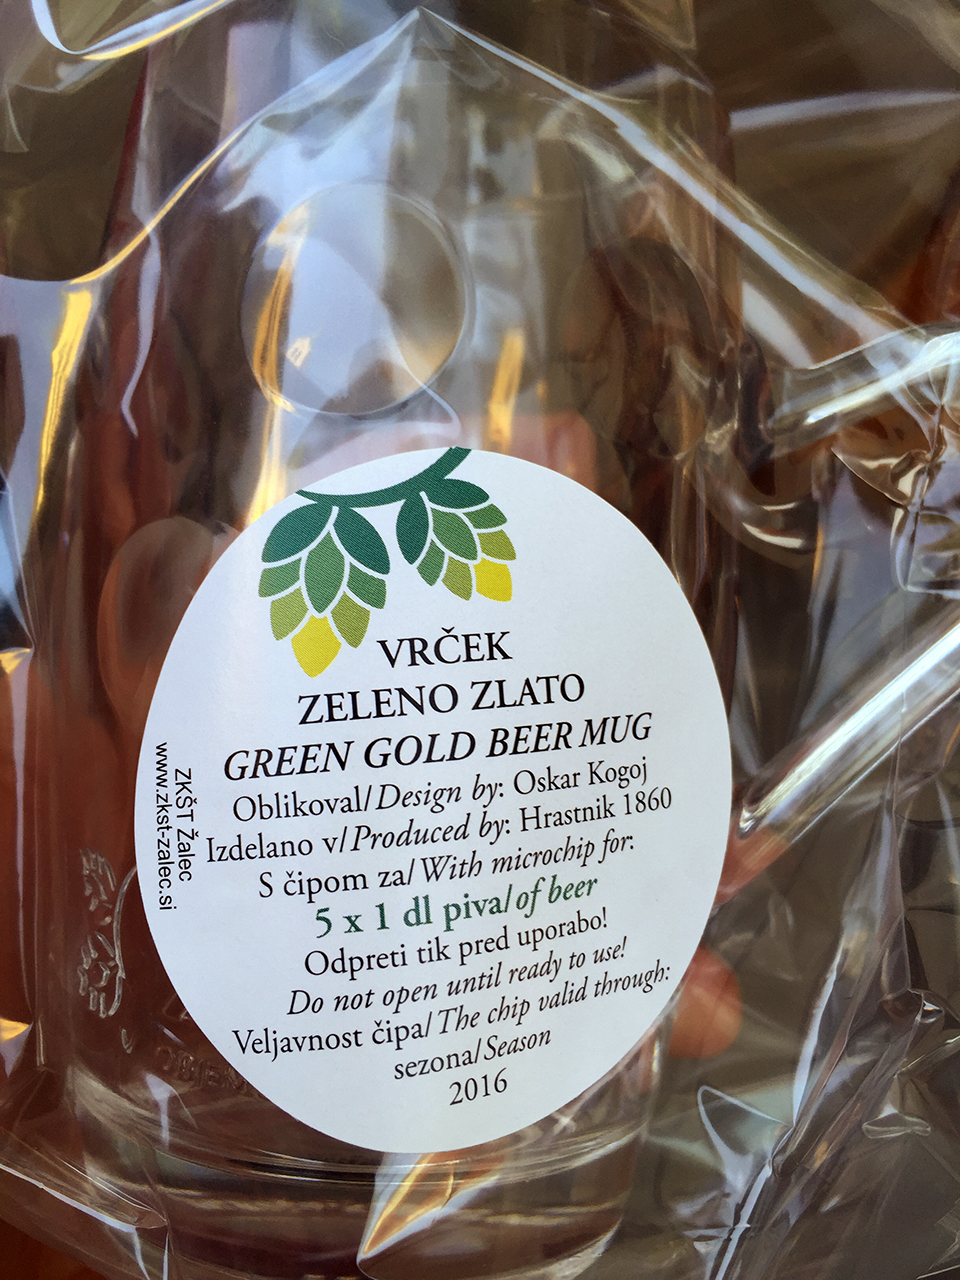 VRČEK
ZELENO ZLATO
GREEN GOLD BEER MUG
Oblikoval/Design by: Oskar Kogoj
Izdelano v/Produced by: Hrastnik 1860
S čipom za/With microchip for:
5 x 1 dl piva/of beer
Odpreti tik pred uporabo!
Do not open until ready to use!
Veljavnost čipa/The chip valid through:
sezona/Season
2016
ZKŠT Žalec
www.zkst-zalec.si